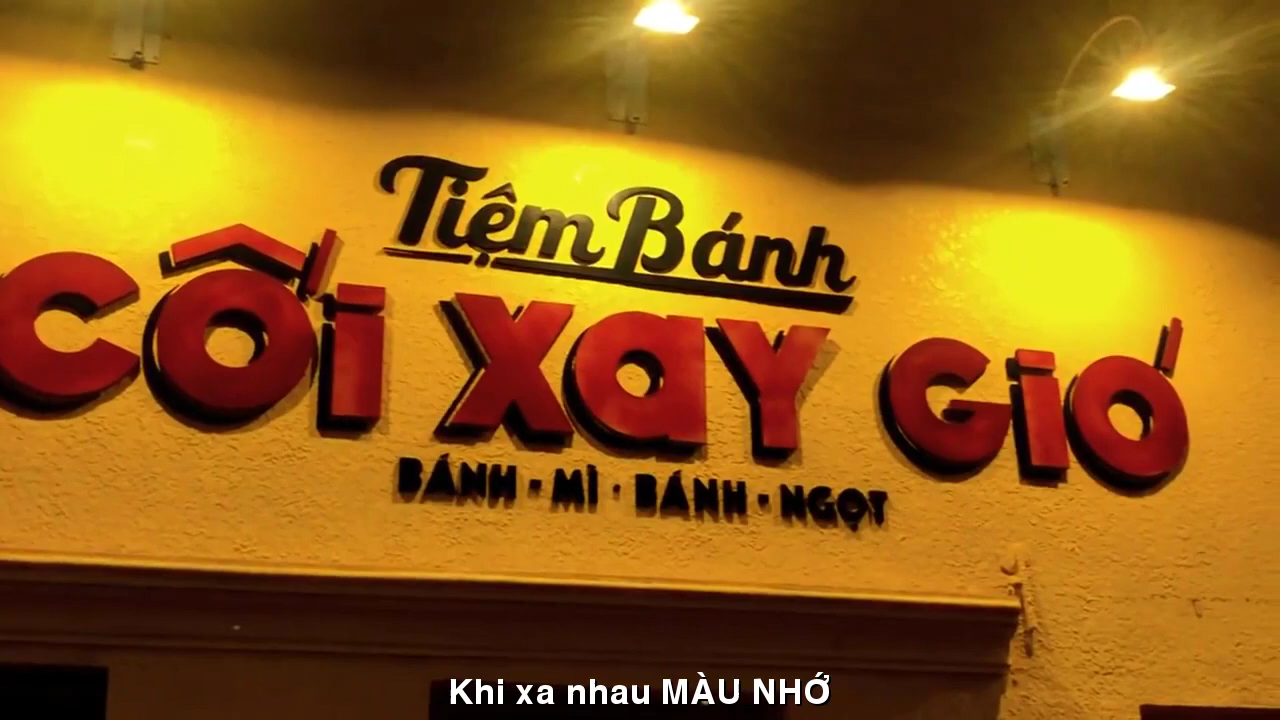 Tiệm Bánh
CỐi XaY GiÓ
BÁNH · MÌ · BÁNH · NGỌT
Khi xa nhau MÀU NHỚ